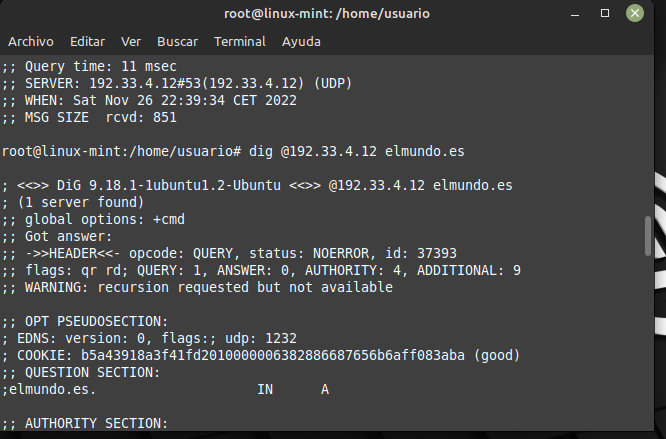 root@linux-mint: /home/usuario
Archivo Editar Ver Buscar Terminal Ayuda
;; Query time: 11 msec
;; SERVER: 192.33.4.12#53(192.33.4.12) (UDP)
;; WHEN: Sat Nov 26 22:39:34 CET 2022
;; MSG SIZE  rcvd: 851
root@linux-mint:/home/usuario# dig @192.33.4.12 elmundo.es
; <<>> DiG 9.18.1-1ubuntu1.2-Ubuntu <<>> @192.33.4.12 elmundo.es
; (1 server found)
;; global options: +cmd
;; Got answer:
;; ->>HEADER<<- opcode: QUERY, status: NOERROR, id: 37393
;; flags: qr rd; QUERY: 1, ANSWER: 0, AUTHORITY: 4, ADDITIONAL: 9
;; WARNING: recursion requested but not available
;; OPT PSEUDOSECTION:
; EDNS: version: 0, flags:; udp: 1232
; COOKIE: b5a43918a3f41fd2010000006382886687656b6aff083aba (good)
;; QUESTION SECTION:
;elmundo.es. IN A
;; AUTHORITY SECTION: